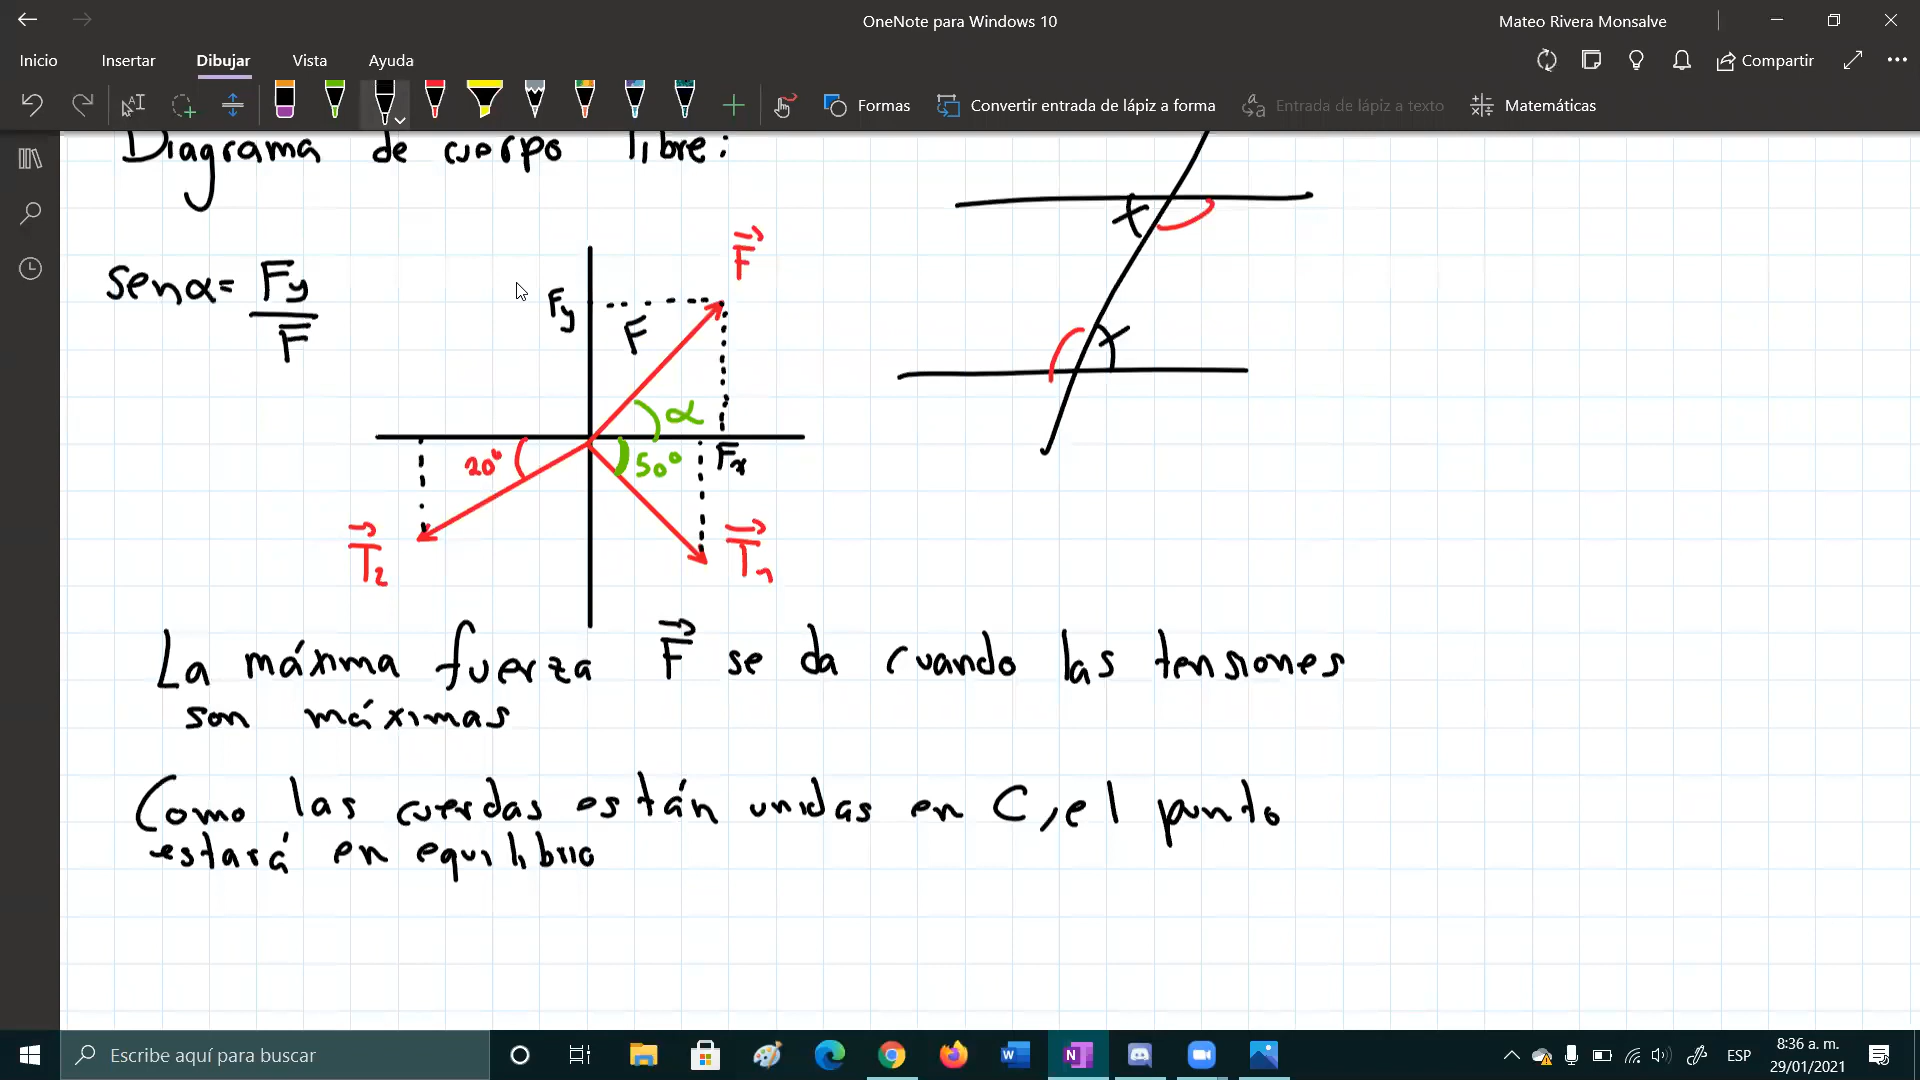 OneNote para Windows 10
Mateo Rivera Monsalve
Inicio
Insertar
Dibujar
Vista
Ayuda
Compartir
Formas
Convertir entrada de lápiz a forma
Entrada de lápiz a texto
Matemáticas
Diagrama de cuerpo libre:
senα = Fy / F
F
Fy
F
α
20°
50°
Fx
T2
T1
La máxima fuerza F se da cuando las tensiones
son máximas
Como las cuerdas están unidas en C, el punto
estará en equilibrio
Escribe aquí para buscar
ESP
8:36 a. m.
29/01/2021